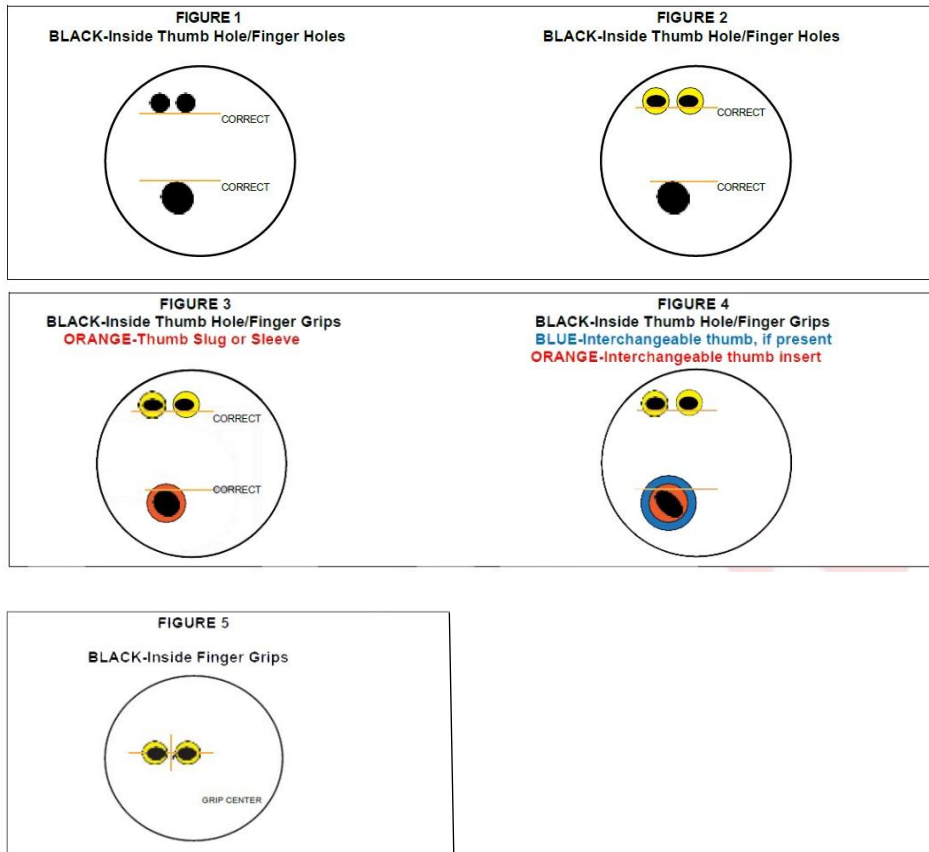 FIGURE 1
BLACK-Inside Thumb Hole/Finger Holes
CORRECT
CORRECT
FIGURE 2
BLACK-Inside Thumb Hole/Finger Holes
CORRECT
CORRECT
FIGURE 3
BLACK-Inside Thumb Hole/Finger Grips
ORANGE-Thumb Slug or Sleeve
CORRECT
CORRECT
FIGURE 4
BLACK-Inside Thumb Hole/Finger Grips
BLUE-Interchangeable thumb, if present
ORANGE-Interchangeable thumb insert
FIGURE 5
BLACK-Inside Finger Grips
GRIP CENTER